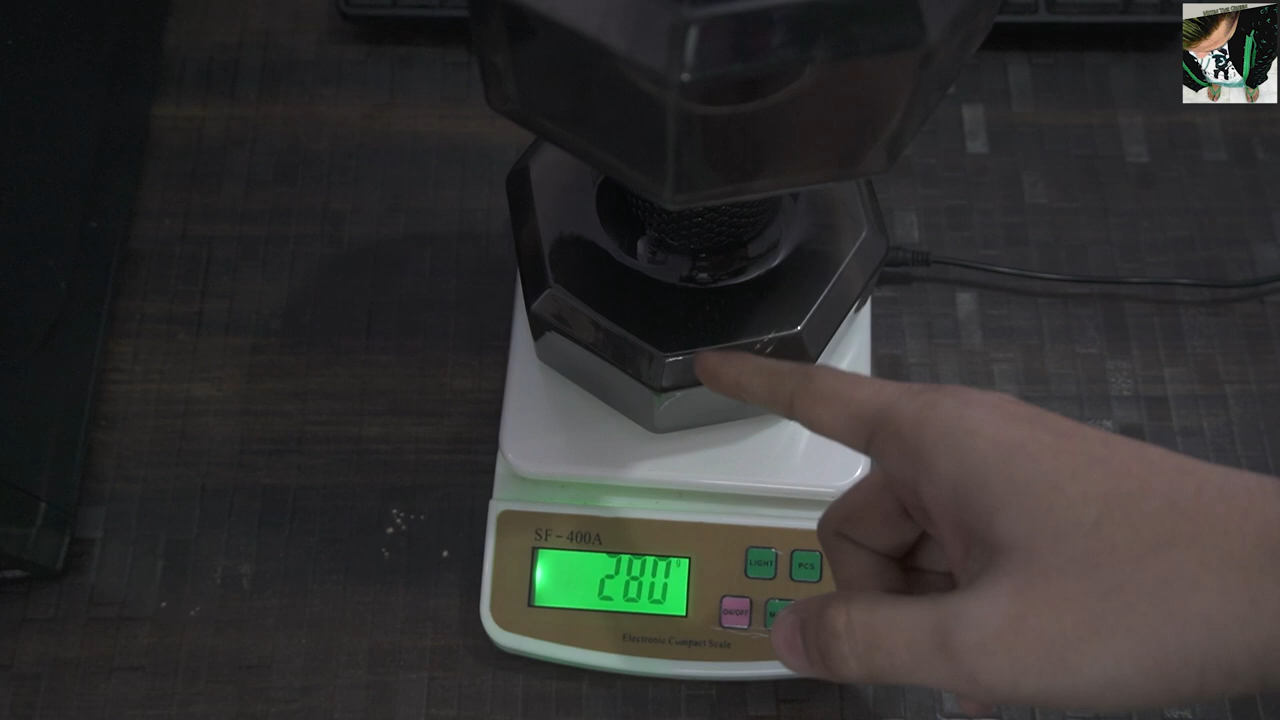 SF-400A
280 g
LIGHT
PCS
ON/OFF
Electronic Compact Scale